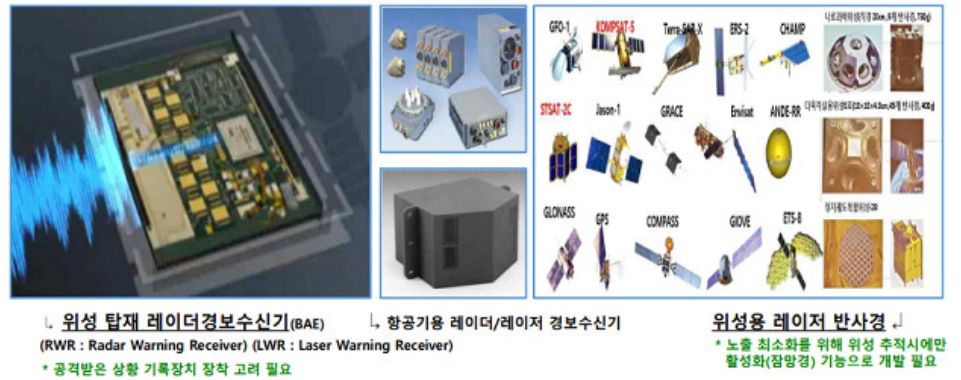 GFO-1 KOMPSAT-5 Terra-SAR-X ERS-2 CHAMP
STSAT-2C Jason-1 GRACE Envisat ANDE-RR
GLONASS GPS COMPASS GIOVE ETS-8
↳ 위성 탑재 레이더경보수신기(BAE)
(RWR : Radar Warning Receiver) (LWR : Laser Warning Receiver)
* 공격받은 상황 기록장치 장착 고려 필요
↳ 항공기용 레이더/레이저 경보수신기
위성용 레이저 반사경 ↲
* 노출 최소화를 위해 위성 추적시에만
활성화(잠망경) 기능으로 개발 필요